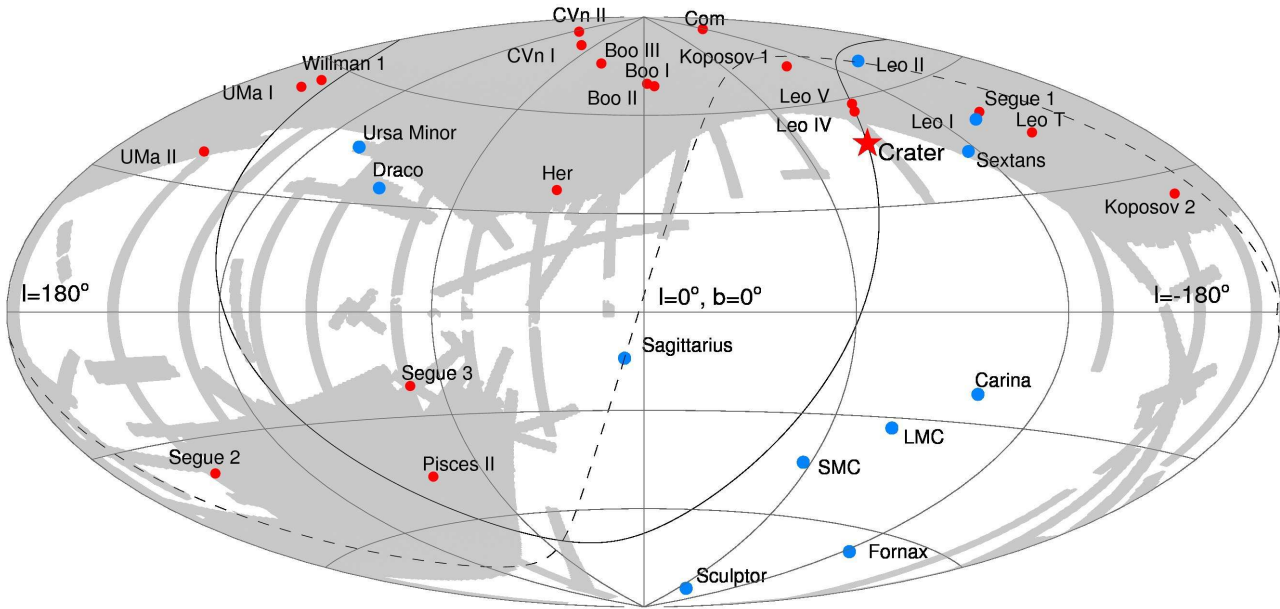 CVn II
Com
CVn I
Boo III
Koposov 1
Leo II
Willman 1
Boo I
UMa I
Boo II
Leo V
Segue 1
Leo I
Leo T
Leo IV
Ursa Minor
Crater
UMa II
Sextans
Draco
Her
Koposov 2
l=180°
l=0°, b=0°
l=-180°
Sagittarius
Segue 3
Carina
LMC
Segue 2
Pisces II
SMC
Fornax
Sculptor